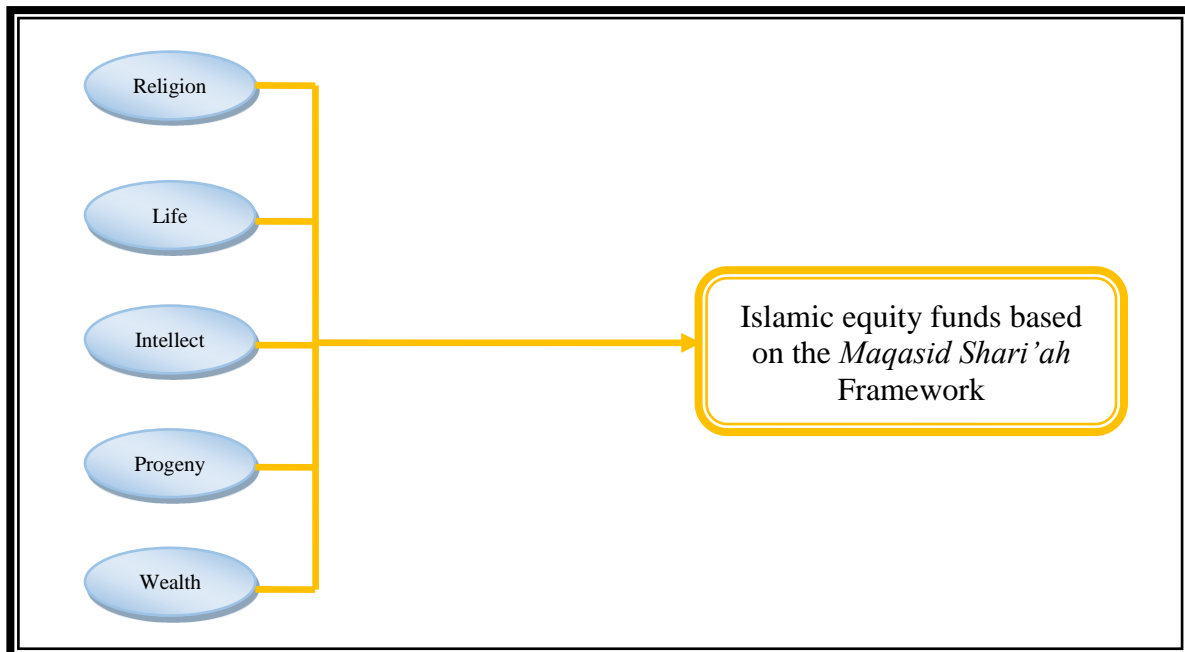 Religion
Life
Intellect
Progeny
Wealth
Islamic equity funds based
on the Maqasid Shari’ah
Framework